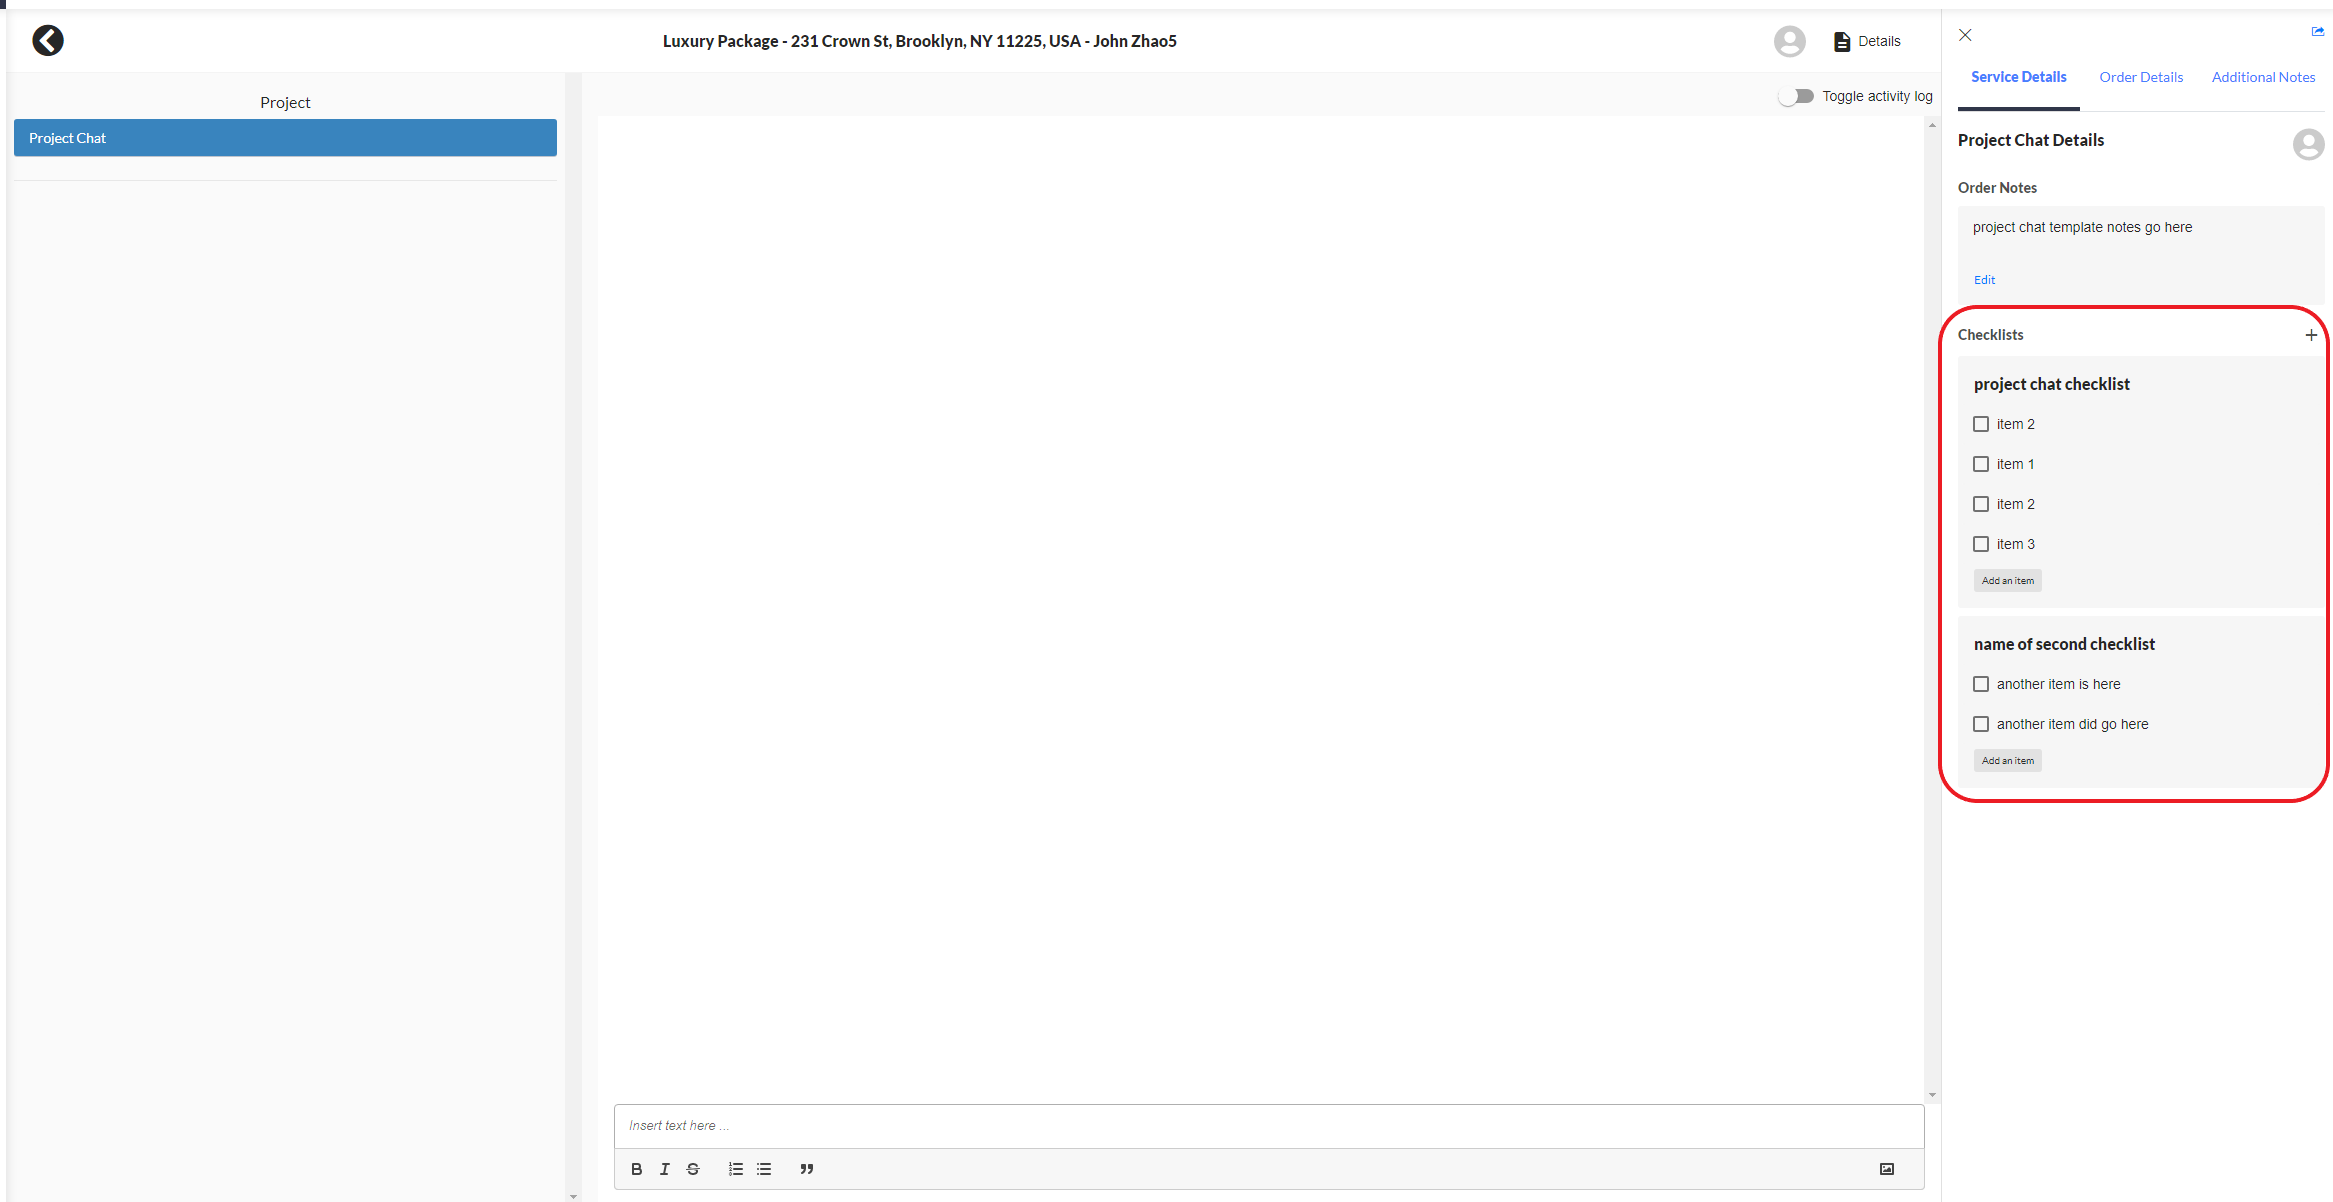 Luxury Package - 231 Crown St, Brooklyn, NY 11225, USA - John Zhao5
Details
Project
Project Chat
Toggle activity log
Insert text here ...
Service Details
Order Details
Additional Notes
Project Chat Details
Order Notes
project chat template notes go here
Edit
Checklists
project chat checklist
item 2
item 1
item 2
item 3
Add an item
name of second checklist
another item is here
another item did go here
Add an item